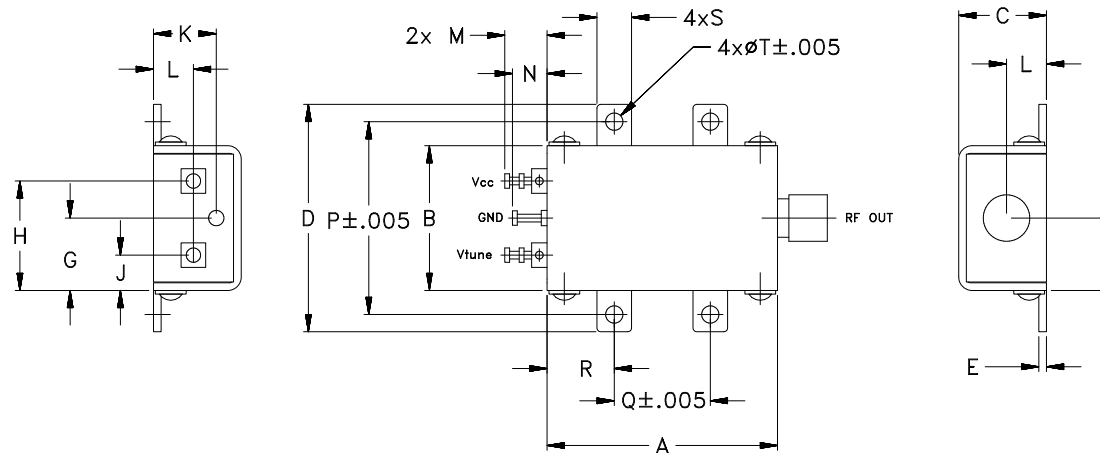 K
L
H
G
J
2x M
N
4xS
4xøT±.005
D
P±.005
B
Vcc
GND
Vtune
RF OUT
R
Q±.005
A
C
L
E